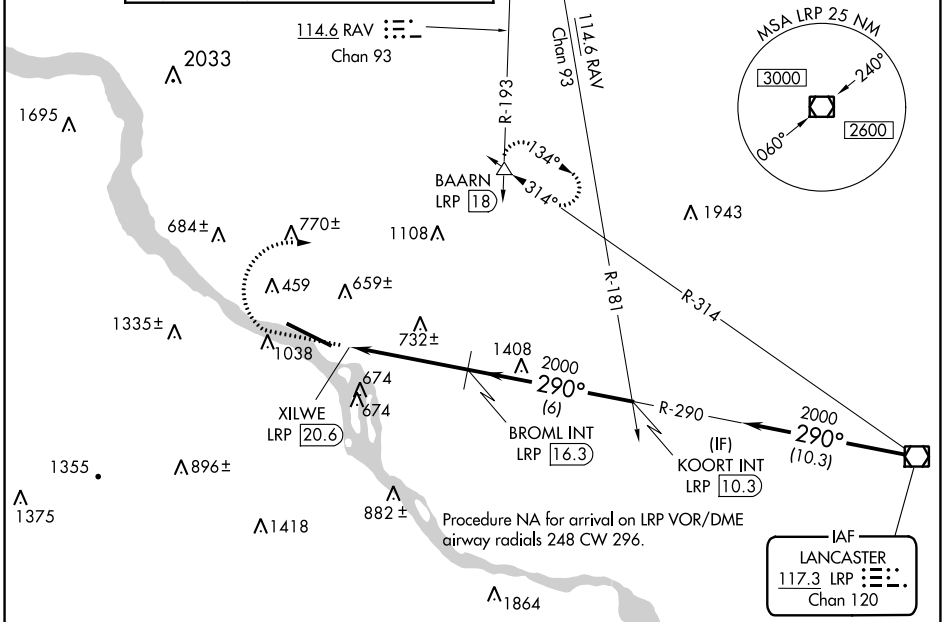 114.6 RAV
Chan 93
114.6 RAV
Chan 93
MSA LRP 25 NM
3000
240°
060°
2600
2033
1695
R-193
134°
BAARN
LRP 18
314°
1943
684±
770±
1108
459
659±
R-181
R-314
1335±
1038
732±
1408
2000
290°
(6)
674
674
XILWE
LRP 20.6
BROML INT
LRP 16.3
R-290
(IF)
KOORT INT
LRP 10.3
2000
290°
(10.3)
1355
896±
1375
1418
882±
Procedure NA for arrival on LRP VOR/DME
airway radials 248 CW 296.
IAF
LANCASTER
117.3 LRP
Chan 120
1864